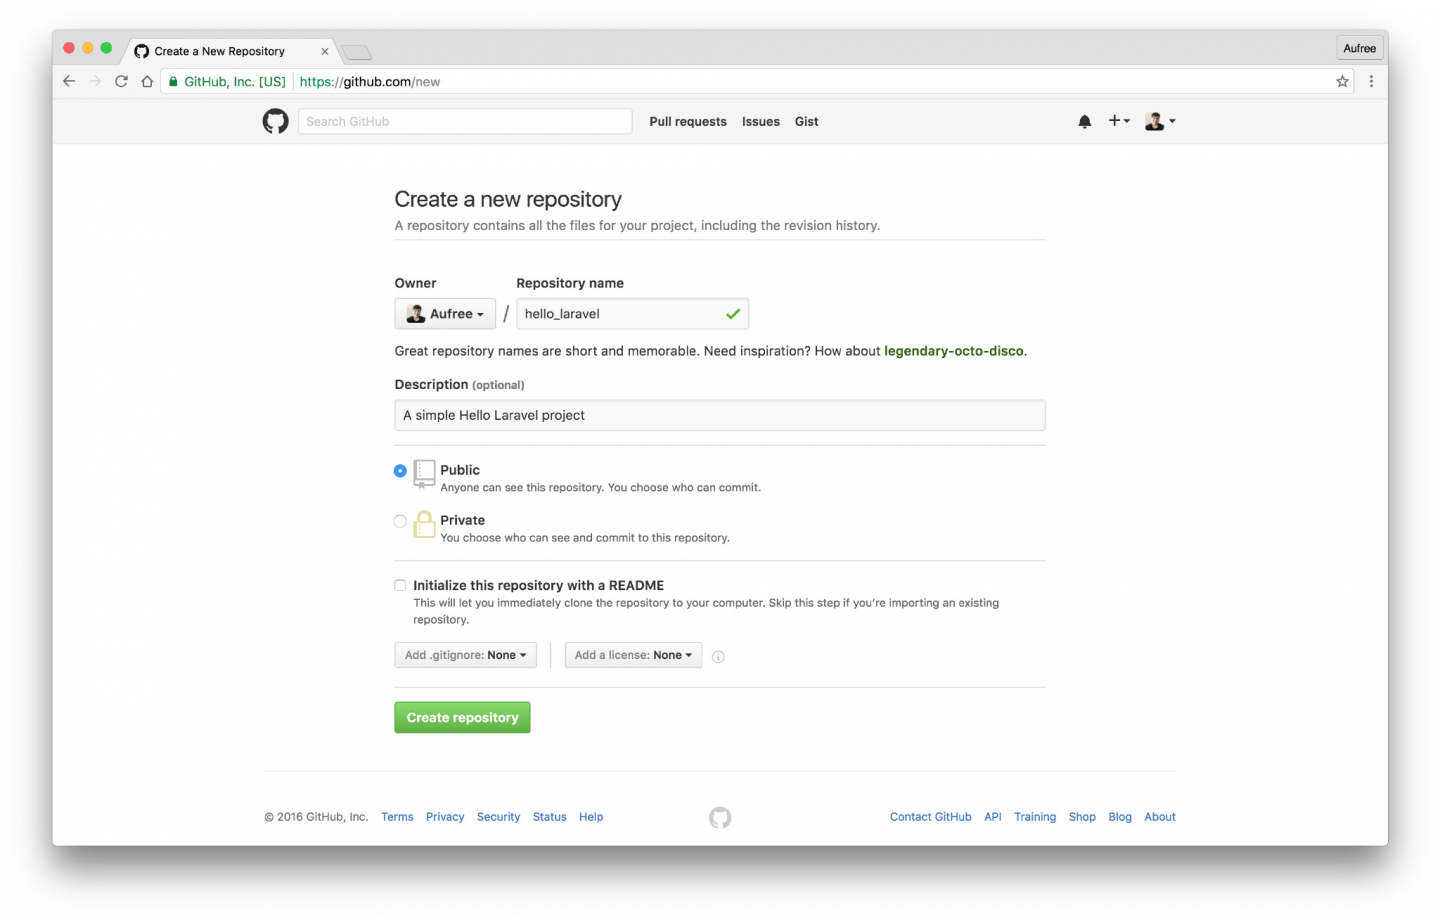 Create a New Repository
Aufree
GitHub, Inc. [US] https://github.com/new
Search GitHub Pull requests Issues Gist
Create a new repository
A repository contains all the files for your project, including the revision history.
Owner Repository name
Aufree / hello_laravel
Great repository names are short and memorable. Need inspiration? How about legendary-octo-disco.
Description (optional)
A simple Hello Laravel project
Public
Anyone can see this repository. You choose who can commit.
Private
You choose who can see and commit to this repository.
Initialize this repository with a README
This will let you immediately clone the repository to your computer. Skip this step if you’re importing an existing
repository.
Add .gitignore: None Add a license: None
Create repository
© 2016 GitHub, Inc. Terms Privacy Security Status Help Contact GitHub API Training Shop Blog About